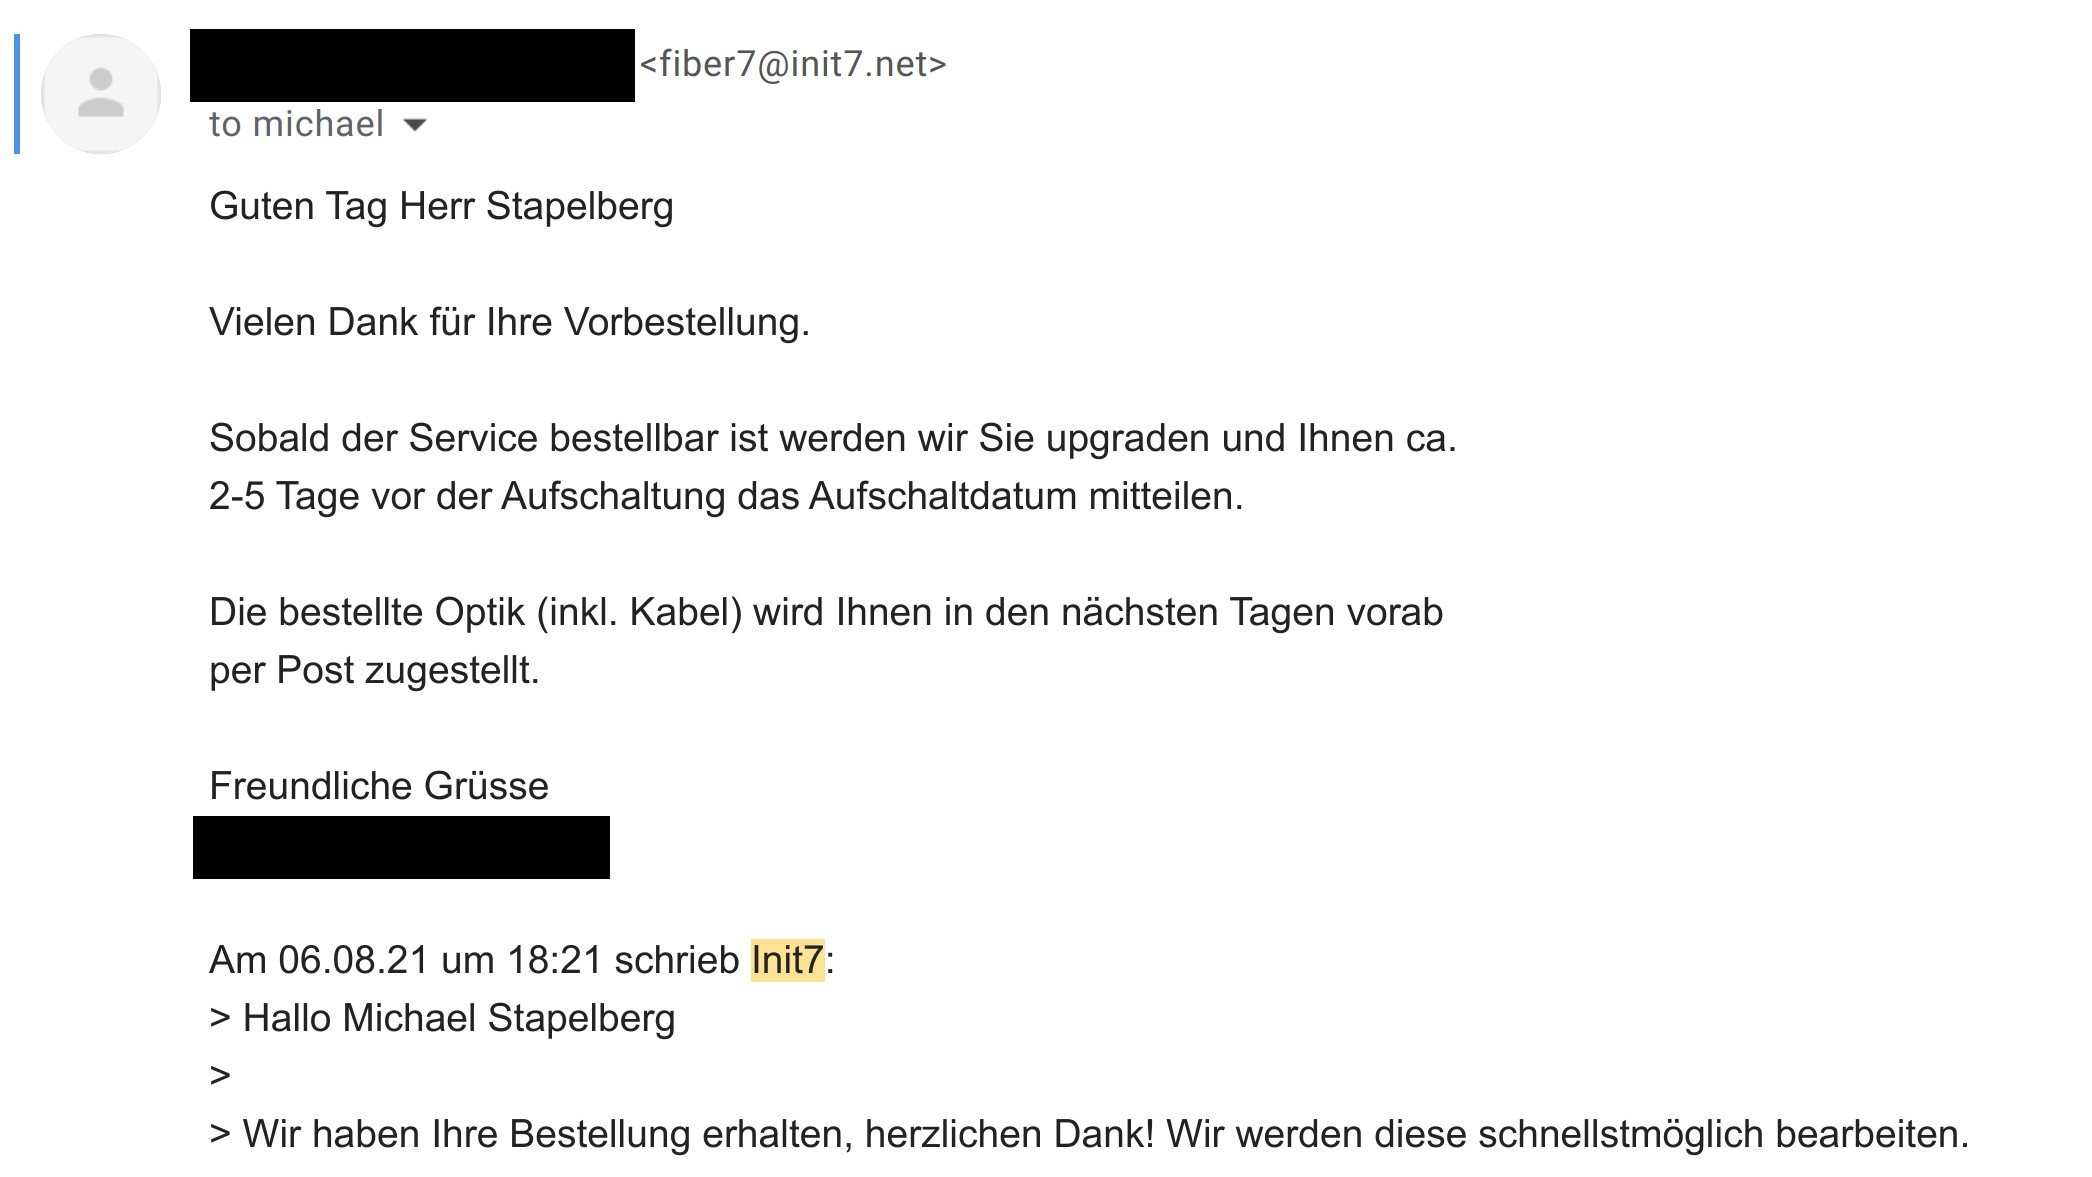 <fiber7@init7.net>
to michael
Guten Tag Herr Stapelberg
Vielen Dank für Ihre Vorbestellung.
Sobald der Service bestellbar ist werden wir Sie upgraden und Ihnen ca.
2-5 Tage vor der Aufschaltung das Aufschaltdatum mitteilen.
Die bestellte Optik (inkl. Kabel) wird Ihnen in den nächsten Tagen vorab
per Post zugestellt.
Freundliche Grüsse
Am 06.08.21 um 18:21 schrieb Init7:
> Hallo Michael Stapelberg
>
> Wir haben Ihre Bestellung erhalten, herzlichen Dank! Wir werden diese schnellstmöglich bearbeiten.